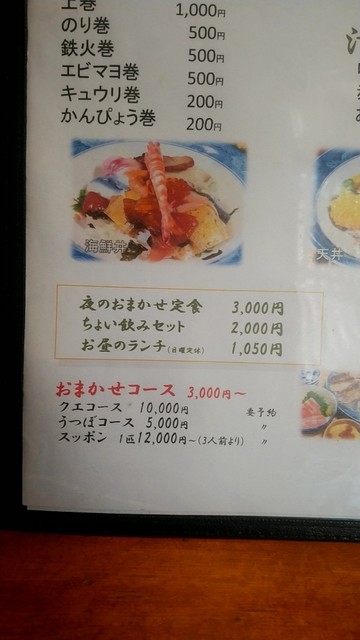 上巻 1,000円
のり巻 500円
鉄火巻 500円
エビマヨ巻 500円
キュウリ巻 200円
かんぴょう巻 200円
海鮮丼
天丼
夜のおまかせ定食 3,000円
ちょい飲みセット 2,000円
お昼のランチ(日曜定休) 1,050円
おまかせコース 3,000円～
クエコース 10,000円 要予約
うつぼコース 5,000円 〃
スッポン 1匹12,000円～(3人前より) 〃